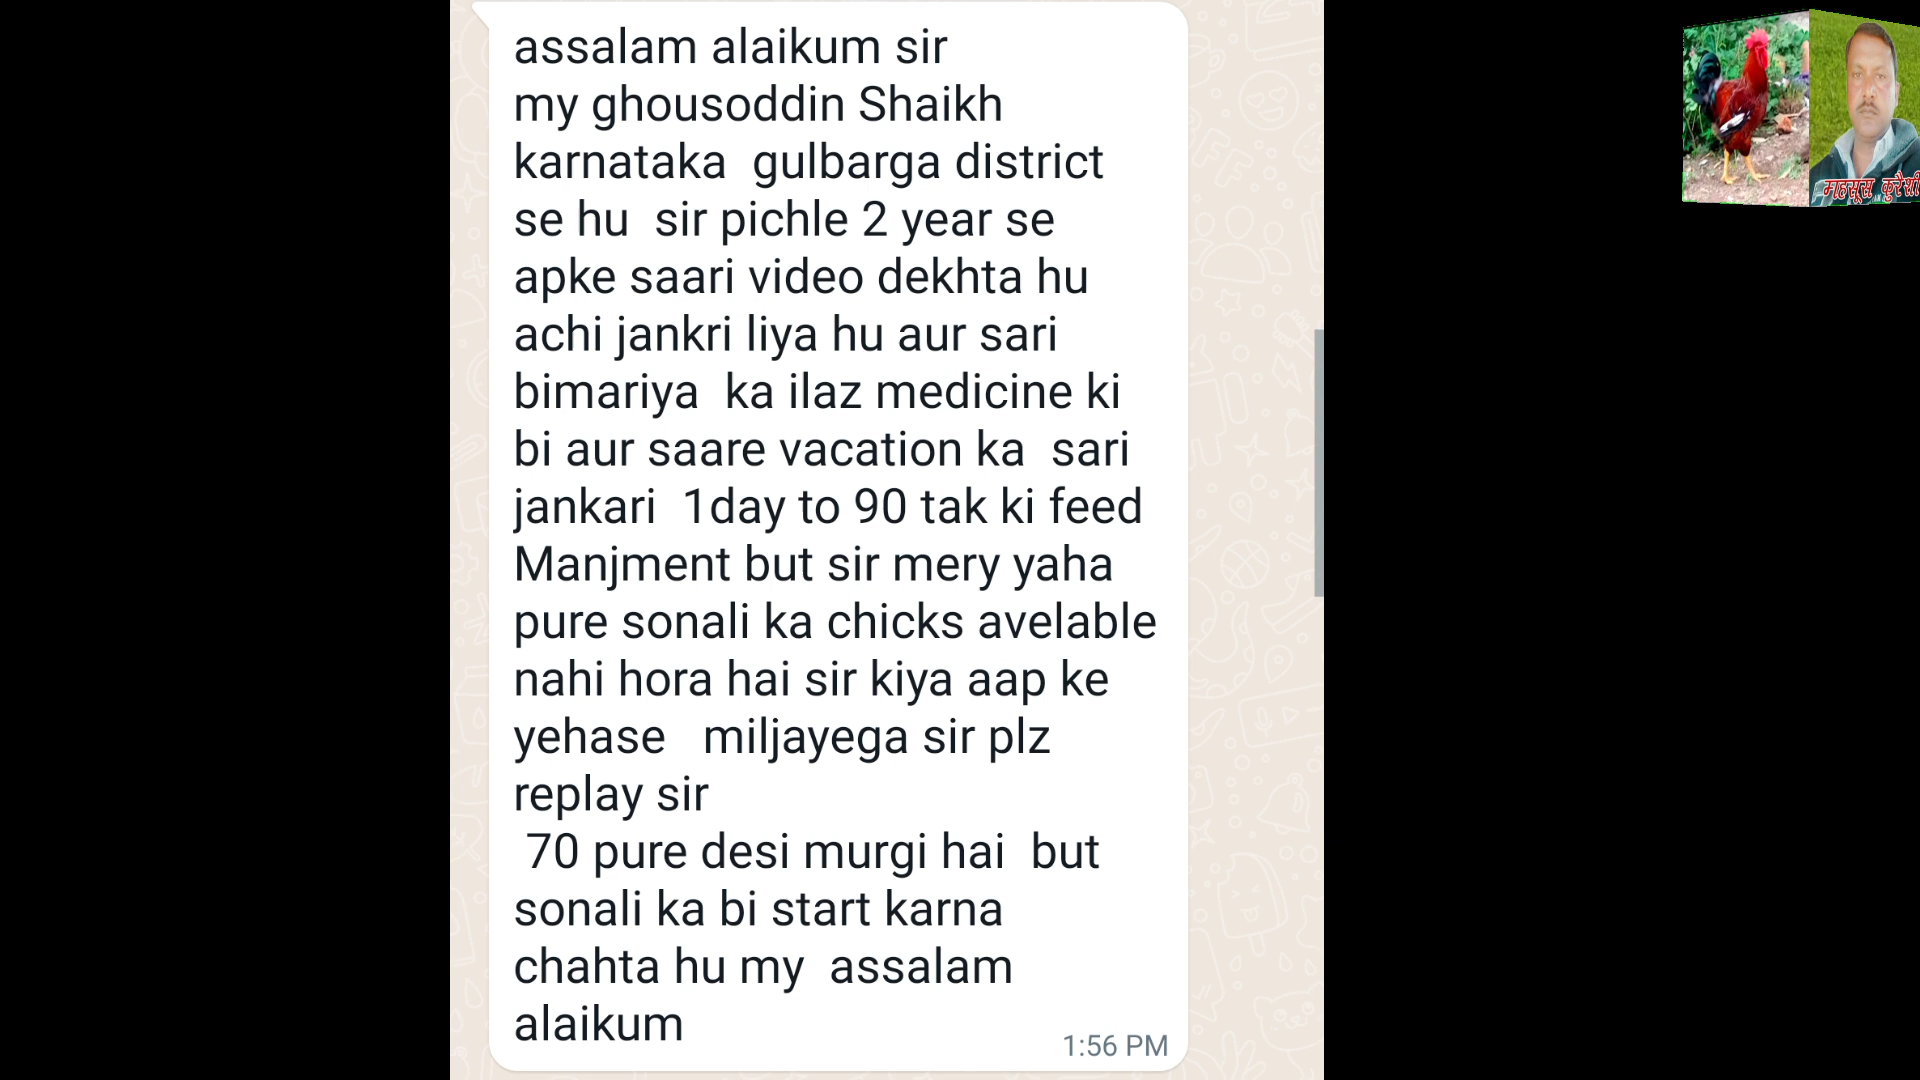 assalam alaikum sir
my ghousoddin Shaikh
karnataka gulbarga district
se hu sir pichle 2 year se
apke saari video dekhta hu
achi jankri liya hu aur sari
bimariya ka ilaz medicine ki
bi aur saare vacation ka sari
jankari 1day to 90 tak ki feed
Manjment but sir mery yaha
pure sonali ka chicks avelable
nahi hora hai sir kiya aap ke
yehase miljayega sir plz
replay sir
70 pure desi murgi hai but
sonali ka bi start karna
chahta hu my assalam
alaikum
1:56 PM
माहसूस कुरैशी